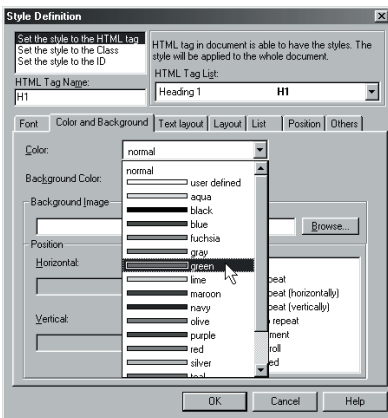 Style Definition
Set the style to the HTML tag
Set the style to the Class
Set the style to the ID
HTML tag in document is able to have the styles. The
style will be applied to the whole document.
HTML Tag Name:
H1
HTML Tag List:
Heading 1 H1
Font Color and Background Text layout Layout List Position Others
Color:
normal
Background Color:
normal
user defined
aqua
black
blue
fuchsia
gray
green
lime
maroon
navy
olive
purple
red
silver
teal
Background Image
Browse...
Position
Horizontal:
Vertical:
peat
peat (horizontally)
peat (vertically)
repeat
ment
roll
ed
OK Cancel Help